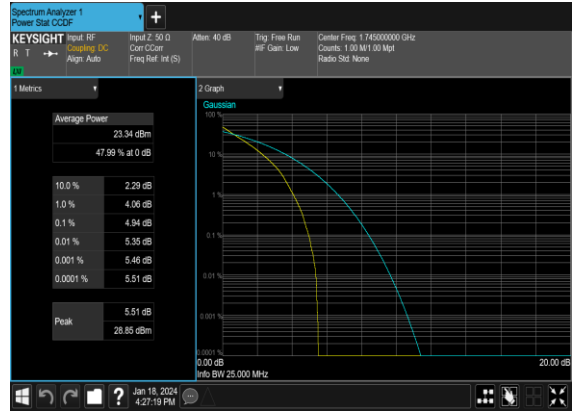 Spectrum Analyzer 1
Power Stat CCDF
KEYSIGHT
R T
LXI
Input: RF
Coupling: DC
Align: Auto
Input Z: 50 Ω
Corr CCorr
Freq Ref: Int (S)
Atten: 40 dB
Trig: Free Run
#IF Gain: Low
Center Freq: 1.745000000 GHz
Counts: 1.00 M/1.00 Mpt
Radio Std: None
1 Metrics
Average Power
23.34 dBm
47.99 % at 0 dB
10.0 % 2.29 dB
1.0 % 4.06 dB
0.1 % 4.94 dB
0.01 % 5.35 dB
0.001 % 5.46 dB
0.0001 % 5.51 dB
Peak
5.51 dB
28.85 dBm
2 Graph
Gaussian
100 %
10 %
1 %
0.1 %
0.01 %
0.001 %
0.0001 %
0.00 dB 20.00 dB
Info BW 25.000 MHz
Jan 18, 2024
4:27:19 PM